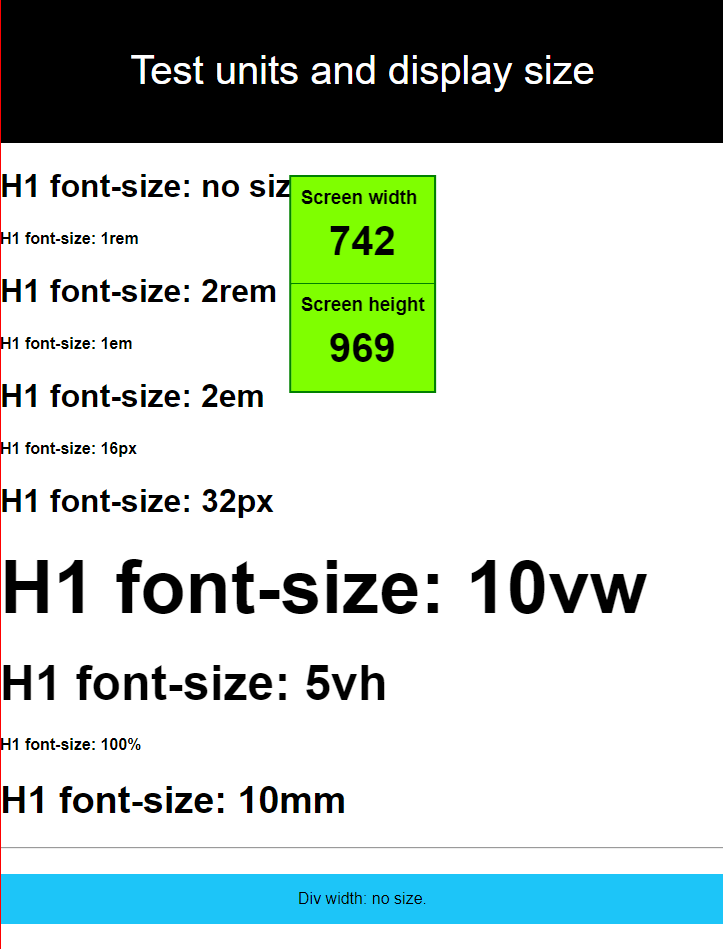 Test units and display size
H1 font-size: no siz
Screen width
742
H1 font-size: 1rem
H1 font-size: 2rem
Screen height
969
H1 font-size: 1em
H1 font-size: 2em
H1 font-size: 16px
H1 font-size: 32px
H1 font-size: 10vw
H1 font-size: 5vh
H1 font-size: 100%
H1 font-size: 10mm
Div width: no size.